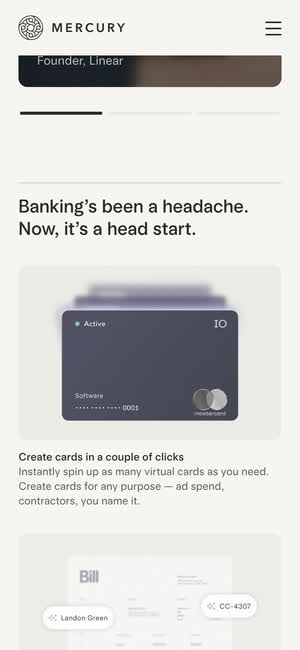 MERCURY
Founder, Linear
Banking’s been a headache.
Now, it’s a head start.
Active IO
Software
•••• •••• •••• 0001
mastercard
Create cards in a couple of clicks
Instantly spin up as many virtual cards as you need.
Create cards for any purpose — ad spend,
contractors, you name it.
Bill
CC-4307
Landon Green